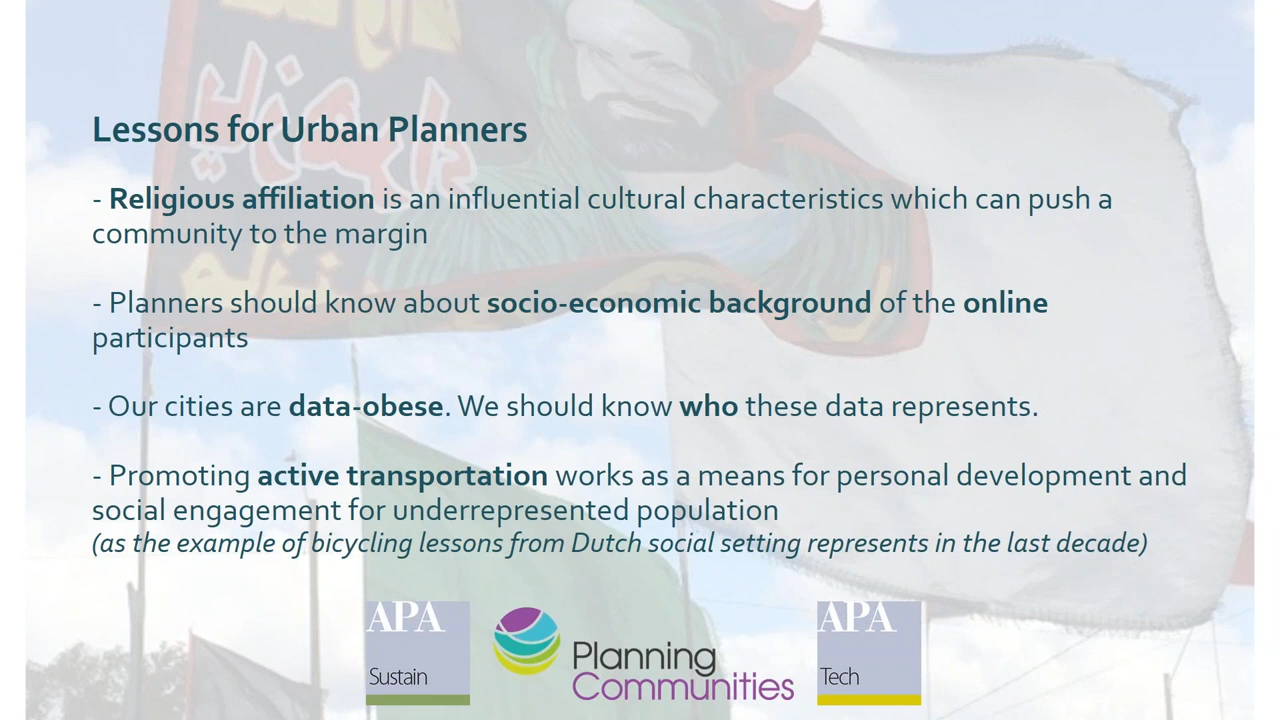 Lessons for Urban Planners
- Religious affiliation is an influential cultural characteristics which can push a
community to the margin
- Planners should know about socio-economic background of the online
participants
- Our cities are data-obese. We should know who these data represents.
- Promoting active transportation works as a means for personal development and
social engagement for underrepresented population
(as the example of bicycling lessons from Dutch social setting represents in the last decade)
APA
Sustain
Planning
Communities
APA
Tech